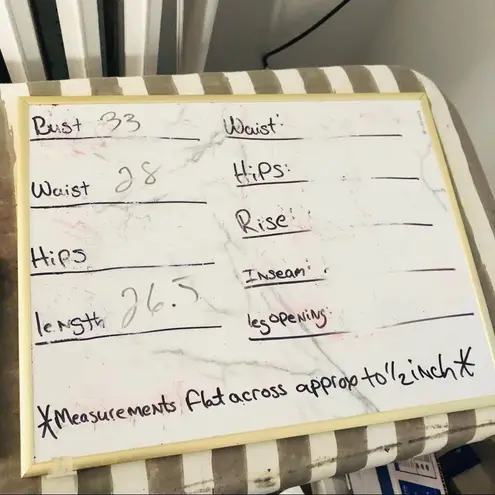 Bust 33
Waist 28
Hips
length 26.5
Waist:
Hips:
Rise:
Inseam:
leg opening:
*Measurements flat across approx to 1/2 inch*